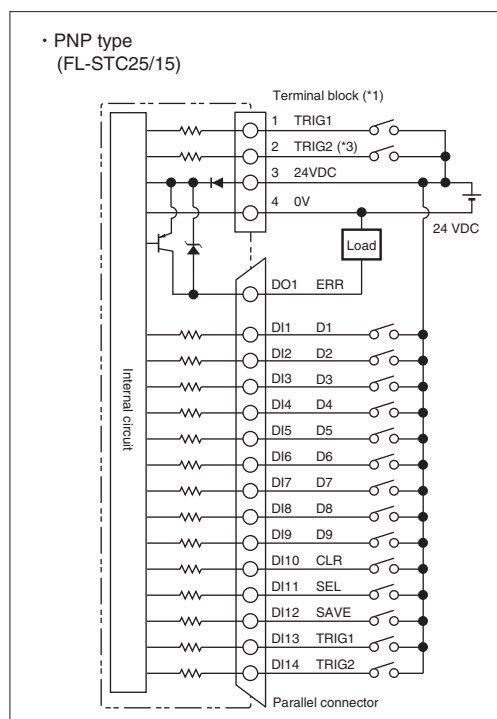 ・PNP type
(FL-STC25/15)
Terminal block (*1)
1 TRIG1
2 TRIG2 (*3)
3 24VDC
4 0V
24 VDC
Load
DO1 ERR
DI1 D1
DI2 D2
DI3 D3
DI4 D4
DI5 D5
DI6 D6
DI7 D7
DI8 D8
DI9 D9
DI10 CLR
DI11 SEL
DI12 SAVE
DI13 TRIG1
DI14 TRIG2
Internal circuit
Parallel connector